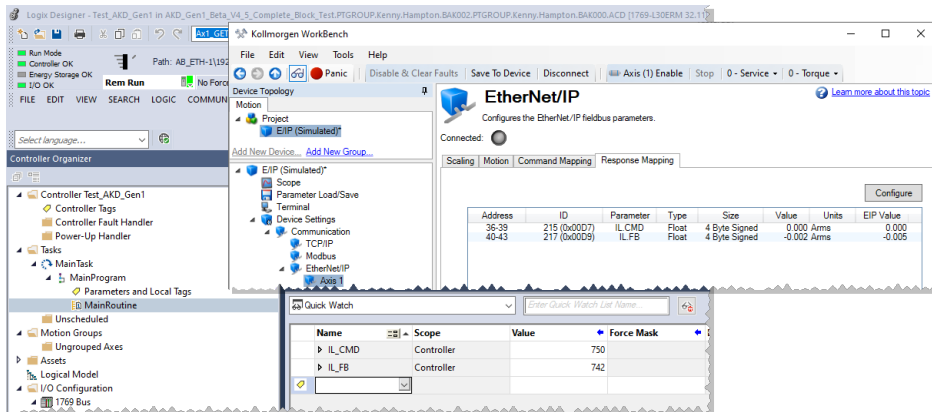 Logix Designer - Test_AKD_Gen1 in AKD_Gen1_Beta_V4_5_Complete_Block_Test.PTGROUP.Kenny.Hampton.BAK002.PTGROUP.Kenny.Hampton.BAK000.ACD [1769-L30ERM 32.11]
Ax1_GET
Run Mode
Controller OK
Energy Storage OK
I/O OK
Path: AB_ETH-1\192
Rem Run
No Force
FILE EDIT VIEW SEARCH LOGIC COMMUN
Select language...
Controller Organizer
Controller Test_AKD_Gen1
Controller Tags
Controller Fault Handler
Power-Up Handler
Tasks
MainTask
MainProgram
Parameters and Local Tags
MainRoutine
Unscheduled
Motion Groups
Ungrouped Axes
Assets
Logical Model
I/O Configuration
1769 Bus
Kollmorgen WorkBench
File Edit View Tools Help
Panic Disable & Clear Faults Save To Device Disconnect Axis (1) Enable Stop 0 - Service 0 - Torque
Device Topology
Motion
Project
E/IP (Simulated)*
Add New Device... Add New Group...
E/IP (Simulated)*
Scope
Parameter Load/Save
Terminal
Device Settings
Communication
TCP/IP
Modbus
EtherNet/IP
Axis 1
EtherNet/IP
Learn more about this topic
Configures the EtherNet/IP fieldbus parameters.
Connected:
Scaling Motion Command Mapping Response Mapping
Configure
Address ID Parameter Type Size Value Units EIP Value
36-39 215 (0x00D7) IL.CMD Float 4 Byte Signed 0.000 Arms 0.000
40-43 217 (0x00D9) IL.FB Float 4 Byte Signed -0.002 Arms -0.005
Quick Watch
Enter Quick Watch List Name...
Name Scope Value Force Mask
IL_CMD Controller 750
IL_FB Controller 742